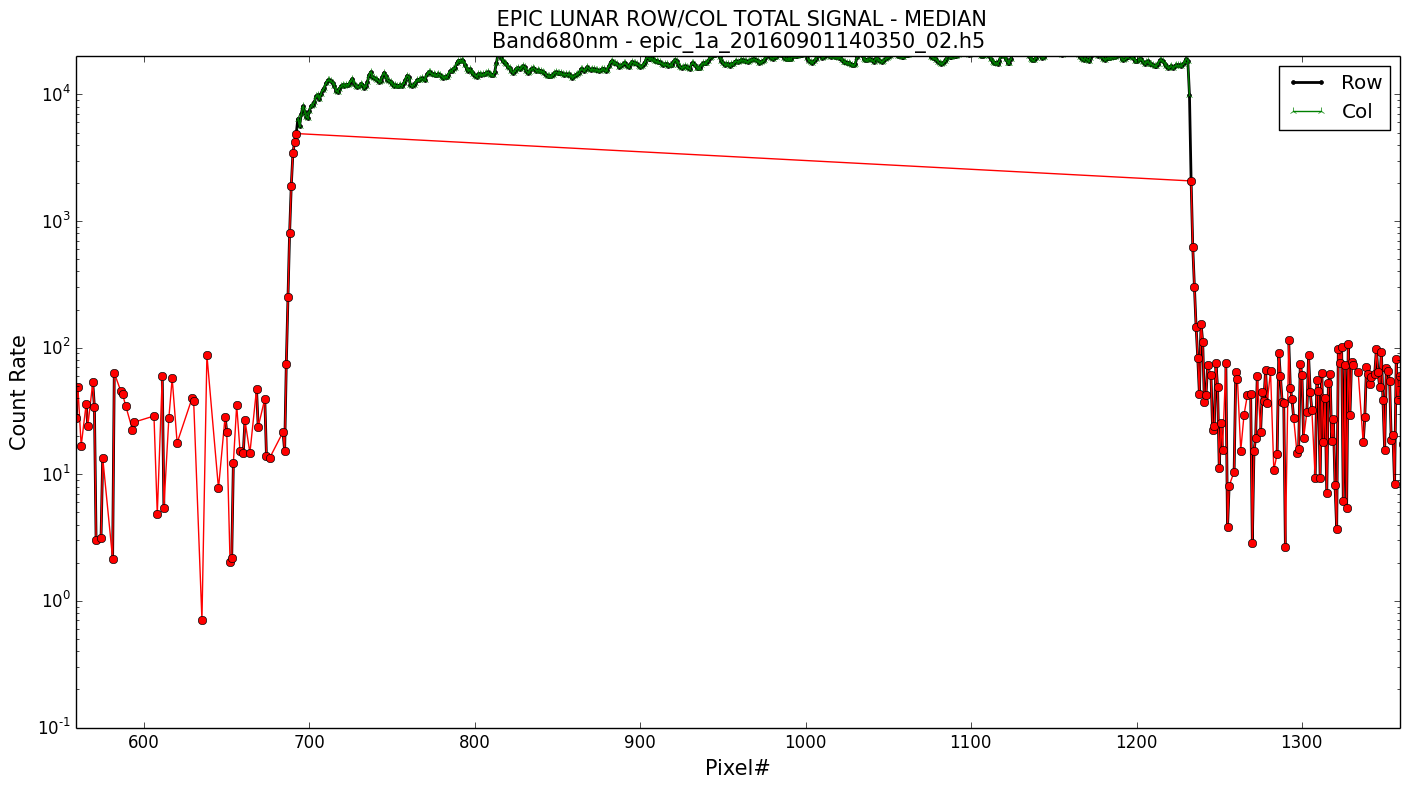 EPIC LUNAR ROW/COL TOTAL SIGNAL - MEDIAN
Band680nm - epic_1a_20160901140350_02.h5
Row
Col
Count Rate
10^4
10^3
10^2
10^1
10^0
10^-1
600 700 800 900 1000 1100 1200 1300
Pixel#